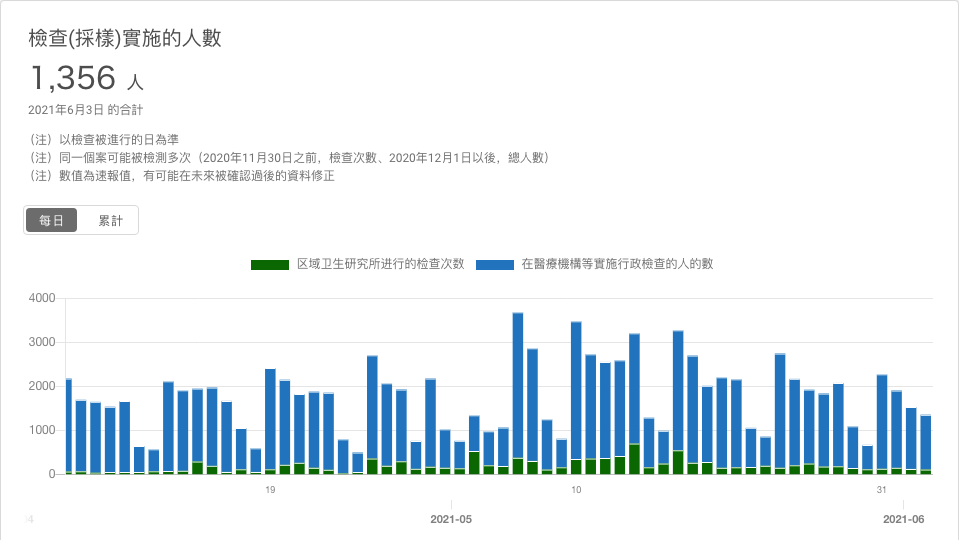 檢查(採樣)實施的人數
1,356 人
2021年6月3日 的合計
（注）以檢查被進行的日為準
（注）同一個案可能被檢測多次（2020年11月30日之前，檢查次數、2020年12月1日以後，總人數）
（注）數值為速報值，有可能在未來被確認過後的資料修正
每日 累計
区域卫生研究所进行的检查次数 在醫療機構等實施行政檢查的人的數
4000
3000
2000
1000
0
19 10 31
2021-05 2021-06